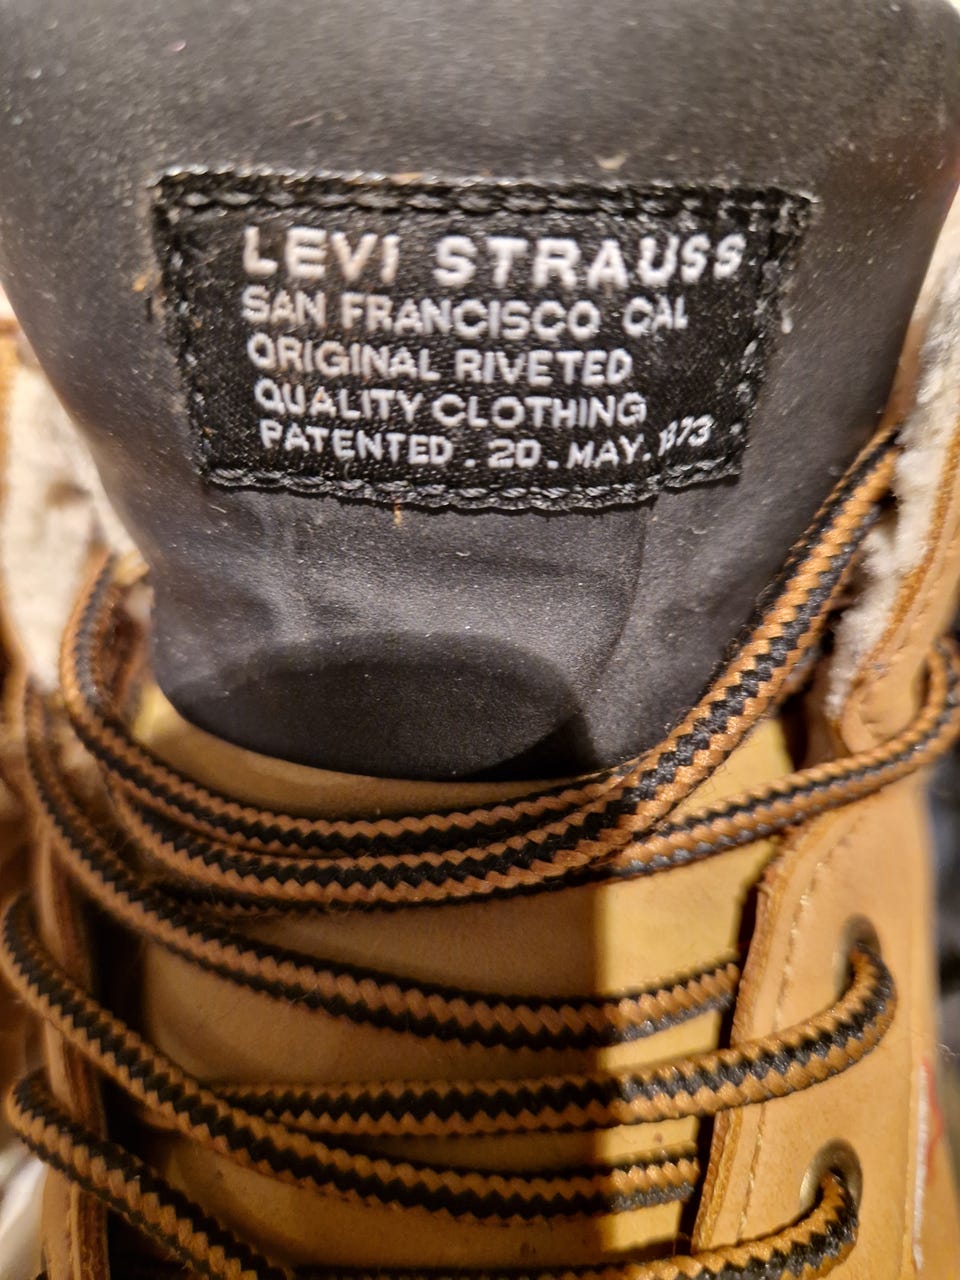 LEVI STRAUSS
SAN FRANCISCO CAL
ORIGINAL RIVETED
QUALITY CLOTHING
PATENTED . 20 . MAY . 1873